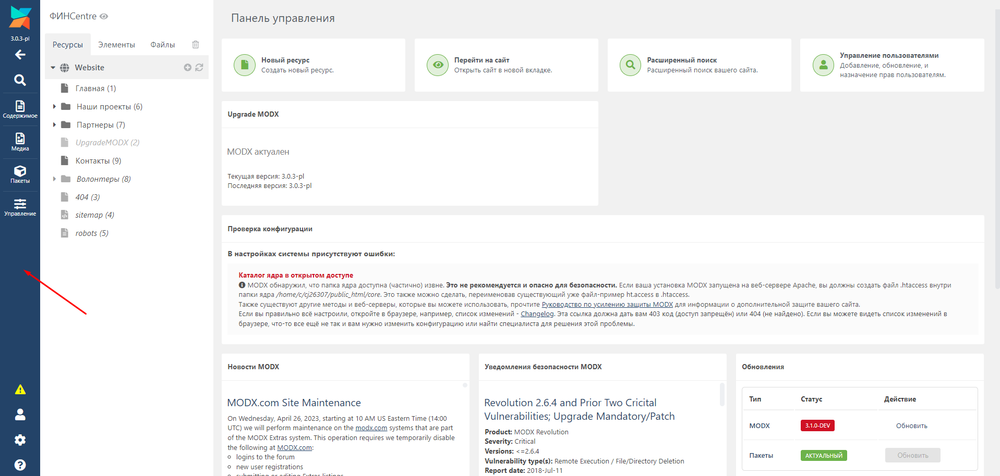 3.0.3-pl
Содержимое
Медиа
Пакеты
Управление
ФИНCentre
Ресурсы Элементы Файлы
Website
Главная (1)
Наши проекты (6)
Партнеры (7)
UpgradeMODX (2)
Контакты (9)
Волонтеры (8)
404 (3)
sitemap (4)
robots (5)
Панель управления
Новый ресурс
Создать новый ресурс.
Перейти на сайт
Открыть сайт в новой вкладке.
Расширенный поиск
Расширенный поиск вашего сайта.
Управление пользователями
Добавление, обновление, и
назначение прав пользователям.
Upgrade MODX
MODX актуален
Текущая версия: 3.0.3-pl
Последняя версия: 3.0.3-pl
Проверка конфигурации
В настройках системы присутствуют ошибки:
Каталог ядра в открытом доступе
MODX обнаружил, что папка ядра доступна (частично) извне. Это не рекомендуется и опасно для безопасности. Если ваша установка MODX запущена на веб-сервере Apache, вы должны создать файл .htaccess внутри
папки ядра /home/c/cj26307/public_html/core. Это также можно сделать, переименовав существующий уже файл-пример ht.access в .htaccess.
Также существуют другие методы и веб-серверы, которые вы можете использовать, прочтите Руководство по усилению защиты MODX для информации о дополнительной защите вашего сайта.
Если вы правильно всё настроили, откройте в браузере, например, список изменений - Changelog. Эта ссылка должна дать вам 403 код (доступ запрещён) или 404 (не найдено). Если вы можете видеть список изменений в
браузере, что-то все ещё не так и вам нужно изменить конфигурацию или найти специалиста для решения этой проблемы.
Новости MODX
MODX.com Site Maintenance
On Wednesday, April 26, 2023, starting at 10 AM US Eastern Time (14:00
UTC) we will perform maintenance on the modx.com systems that are part
of the MODX Extras system. This operation requires we temporarily disable
the following at MODX.com:
logins to the forum
new user registrations
submitting or editing Extras listings
Уведомления безопасности MODX
Revolution 2.6.4 and Prior Two Cricital
Vulnerabilities; Upgrade Mandatory/Patch
Product: MODX Revolution
Severity: Critical
Versions: <=2.6.4
Vulnerability type(s): Remote Execution / File/Directory Deletion
Report date: 2018-Jul-11
Обновления
Тип Статус Действие
MODX 3.1.0-DEV Обновить
Пакеты АКТУАЛЬНЫЙ Обновить